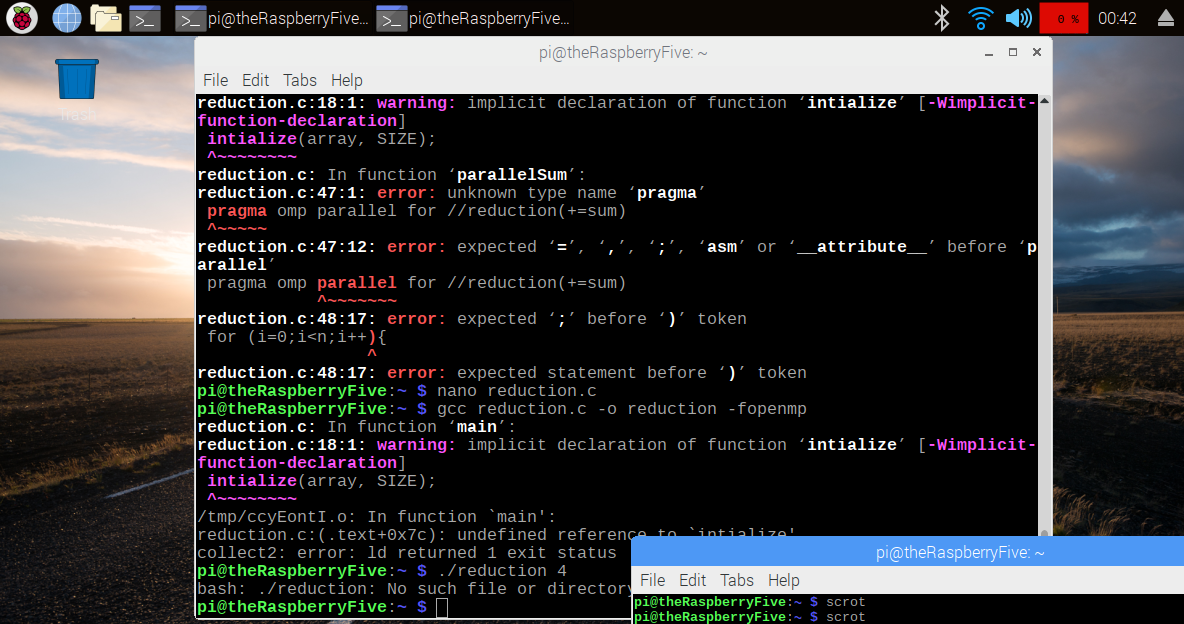 pi@theRaspberryFive... pi@theRaspberryFive... 0 % 00:42
pi@theRaspberryFive: ~
File Edit Tabs Help
reduction.c:18:1: warning: implicit declaration of function ‘intialize’ [-Wimplicit-
function-declaration]
intialize(array, SIZE);
^~~~~~~~~
reduction.c: In function ‘parallelSum’:
reduction.c:47:1: error: unknown type name ‘pragma’
pragma omp parallel for //reduction(+=sum)
^~~~~~
reduction.c:47:12: error: expected ‘=’, ‘,’, ‘;’, ‘asm’ or ‘__attribute__’ before ‘p
arallel’
pragma omp parallel for //reduction(+=sum)
^~~~~~~~
reduction.c:48:17: error: expected ‘;’ before ‘)’ token
for (i=0;i<n;i++){
^
reduction.c:48:17: error: expected statement before ‘)’ token
pi@theRaspberryFive:~ $ nano reduction.c
pi@theRaspberryFive:~ $ gcc reduction.c -o reduction -fopenmp
reduction.c: In function ‘main’:
reduction.c:18:1: warning: implicit declaration of function ‘intialize’ [-Wimplicit-
function-declaration]
intialize(array, SIZE);
^~~~~~~~~
/tmp/ccyEontI.o: In function `main':
reduction.c:(.text+0x7c): undefined reference to `intialize'
collect2: error: ld returned 1 exit status
pi@theRaspberryFive:~ $ ./reduction 4
bash: ./reduction: No such file or directory
pi@theRaspberryFive:~ $
pi@theRaspberryFive: ~
File Edit Tabs Help
pi@theRaspberryFive:~ $ scrot
pi@theRaspberryFive:~ $ scrot